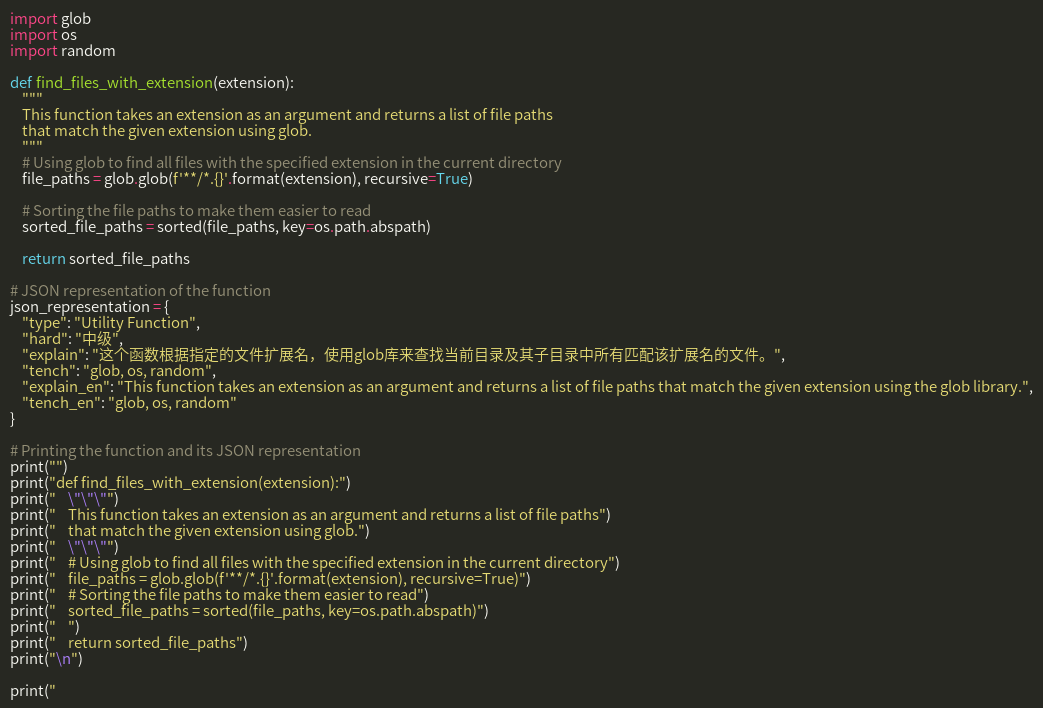 import glob
import os
import random

def find_files_with_extension(extension):
    """
    This function takes an extension as an argument and returns a list of file paths
    that match the given extension using glob.
    """
    # Using glob to find all files with the specified extension in the current directory
    file_paths = glob.glob(f'**/*.{}'.format(extension), recursive=True)

    # Sorting the file paths to make them easier to read
    sorted_file_paths = sorted(file_paths, key=os.path.abspath)

    return sorted_file_paths

# JSON representation of the function
json_representation = {
    "type": "Utility Function",
    "hard": "中级",
    "explain": "这个函数根据指定的文件扩展名，使用glob库来查找当前目录及其子目录中所有匹配该扩展名的文件。",
    "tench": "glob, os, random",
    "explain_en": "This function takes an extension as an argument and returns a list of file paths that match the given extension using the glob library.",
    "tench_en": "glob, os, random"
}

# Printing the function and its JSON representation
print("")
print("def find_files_with_extension(extension):")
print("    \"\"\"")
print("    This function takes an extension as an argument and returns a list of file paths")
print("    that match the given extension using glob.")
print("    \"\"\"")
print("    # Using glob to find all files with the specified extension in the current directory")
print("    file_paths = glob.glob(f'**/*.{}'.format(extension), recursive=True)")
print("    # Sorting the file paths to make them easier to read")
print("    sorted_file_paths = sorted(file_paths, key=os.path.abspath)")
print("    ")
print("    return sorted_file_paths")
print("\n")

print("